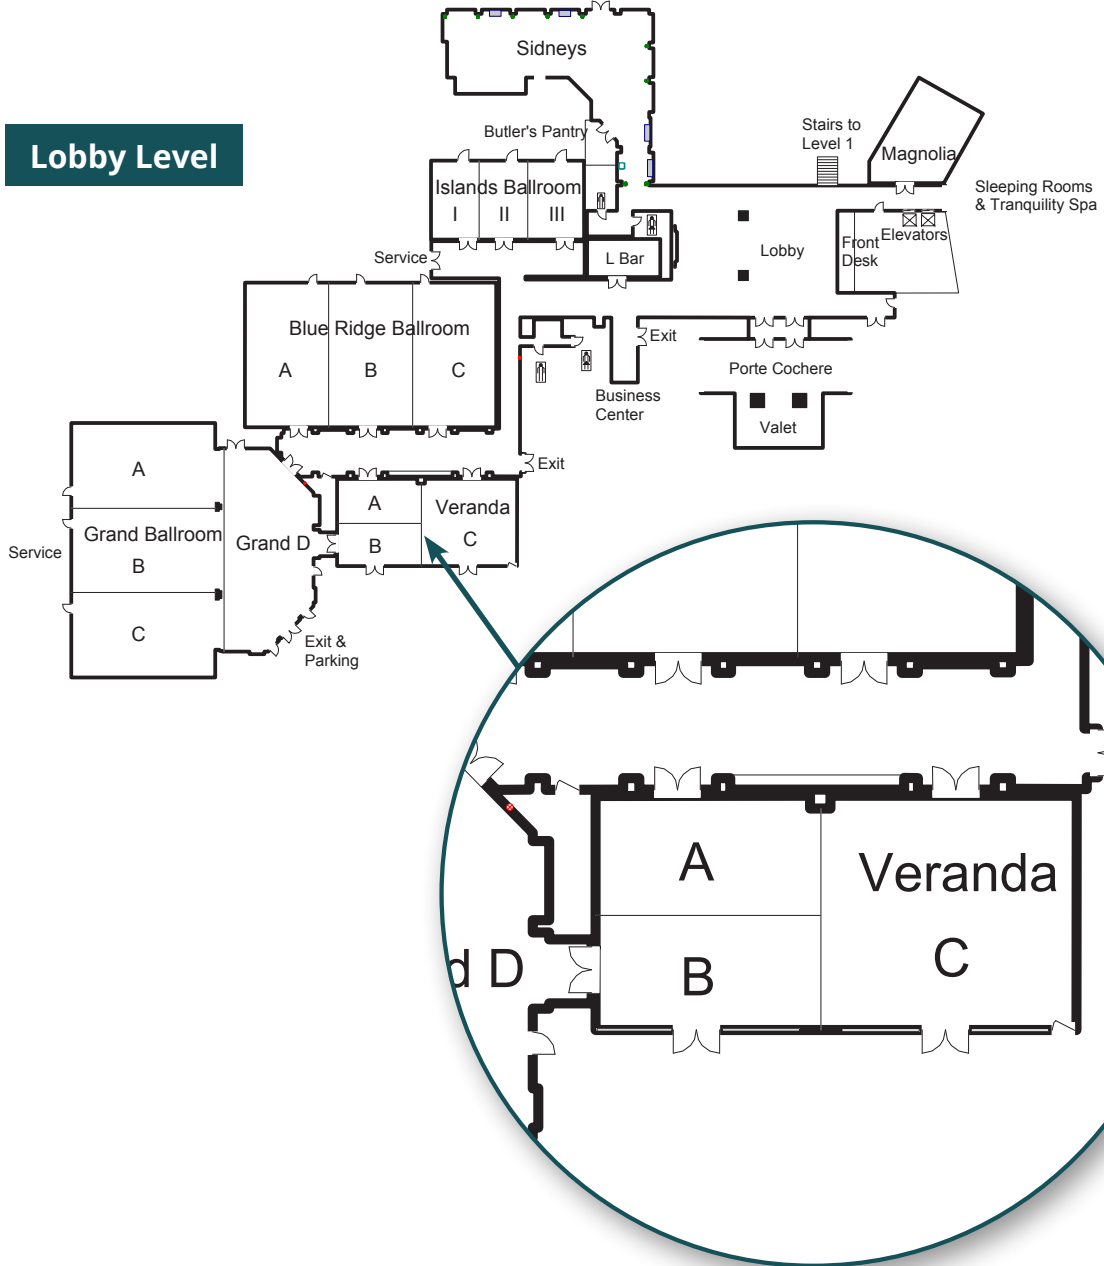 Sidneys
Lobby Level
Butler's Pantry
Stairs to
Level 1
Magnolia
Islands Ballroom
I
II
III
Sleeping Rooms
& Tranquility Spa
Service
L Bar
Lobby
Front
Desk
Elevators
Blue Ridge Ballroom
A
B
C
Exit
Porte Cochere
Business
Center
Valet
A
Grand Ballroom
B
C
Service
Grand D
Exit
A
B
Veranda
C
Exit &
Parking
A
Veranda
B
C
d D